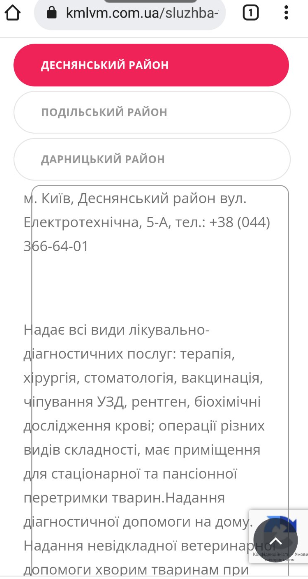 kmlvm.com.ua/sluzhba-
1
ДЕСНЯНСЬКИЙ РАЙОН
ПОДІЛЬСЬКИЙ РАЙОН
ДАРНИЦЬКИЙ РАЙОН
м. Київ, Деснянський район вул.
Електротехнічна, 5-А, тел.: +38 (044)
366-64-01
Надає всі види лікувально-
діагностичних послуг: терапія,
хірургія, стоматологія, вакцинація,
чіпування УЗД, рентген, біохімічні
дослідження крові; операції різних
видів складності, має приміщення
для стаціонарної та пансіонної
перетримки тварин.Надання
діагностичної допомоги на дому.
Надання невідкладної ветеринарної
допомоги хворим тваринам при